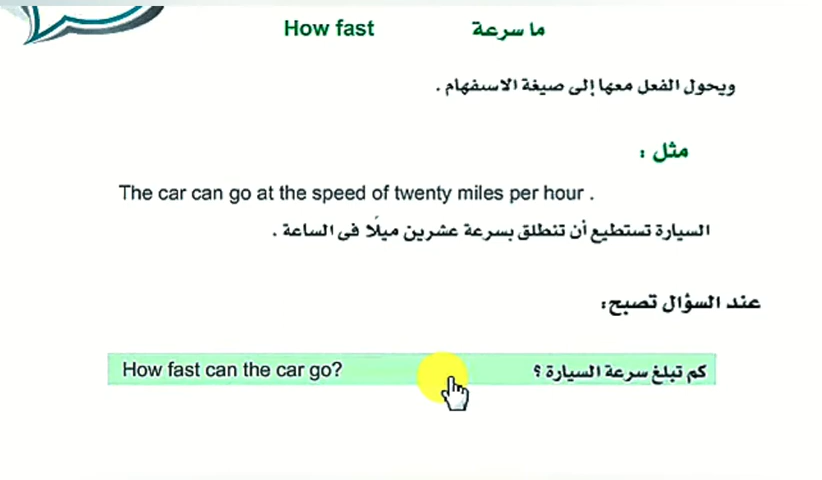 How fast ما سرعة
ويحول الفعل معها إلى صيغة الاستفهام .
مثل :
The car can go at the speed of twenty miles per hour .
السيارة تستطيع أن تنطلق بسرعة عشرين ميلًا فى الساعة .
عند السؤال تصبح:
How fast can the car go? كم تبلغ سرعة السيارة ؟